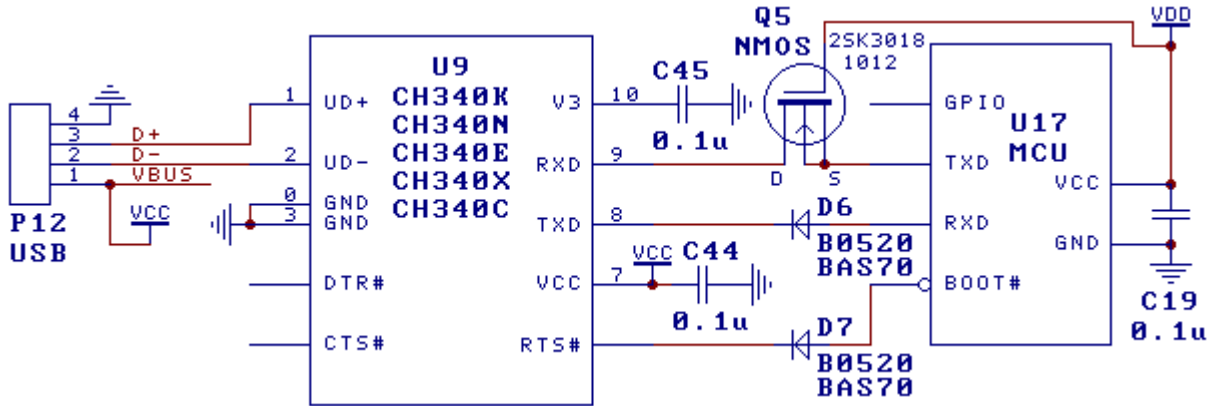 4
3
2
1
D+
D-
VBUS
VCC
P12
USB
1
2
0
3
UD+
UD-
GND
GND
DTR#
CTS#
U9
CH340K
CH340N
CH340E
CH340X
CH340C
V3
RXD
TXD
VCC
RTS#
10
9
8
7
C45
0.1u
VCC
C44
0.1u
Q5
NMOS
2SK3018
1012
D
S
D6
B0520
BAS70
D7
B0520
BAS70
GPIO
TXD
RXD
BOOT#
U17
MCU
VCC
GND
VDD
C19
0.1u